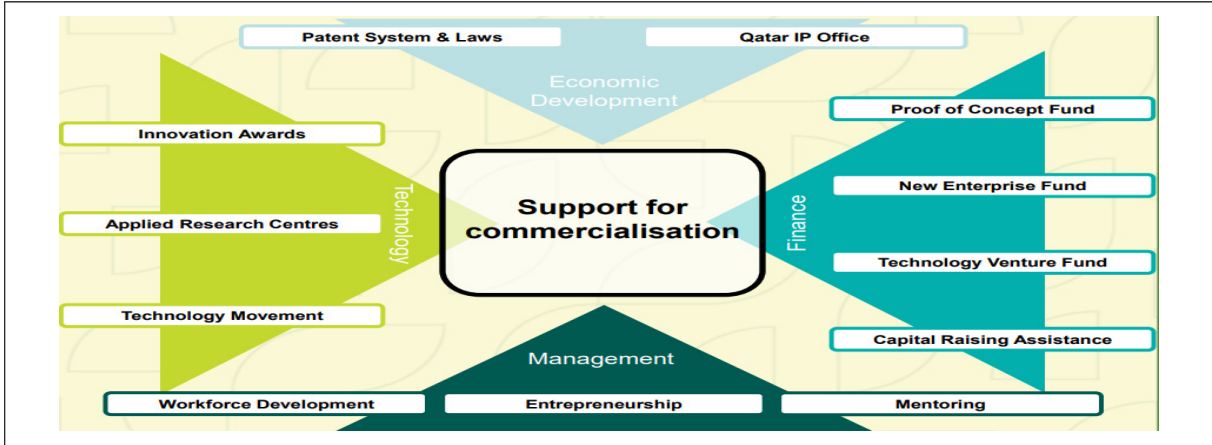 Patent System & Laws
Qatar IP Office
Economic
Development
Innovation Awards
Applied Research Centres
Technology Movement
Technology
Support for
commercialisation
Finance
Proof of Concept Fund
New Enterprise Fund
Technology Venture Fund
Capital Raising Assistance
Management
Workforce Development
Entrepreneurship
Mentoring